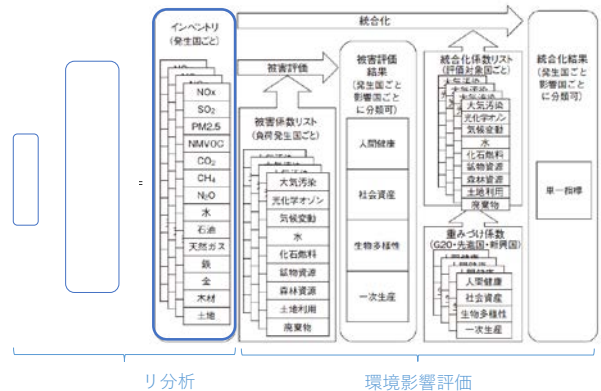 インベントリ
(発生国ごと)
NOx
SO₂
PM2.5
NMVOC
CO₂
CH₄
N₂O
水
石油
天然ガス
鉄
金
木材
土地
統合化
被害評価
被害係数リスト
(負荷発生国ごと)
大気汚染
光化学オゾン
気候変動
水
化石燃料
鉱物資源
森林資源
土地利用
廃棄物
被害評価
結果
(発生国ごと
影響国ごと
に分類可)
人間健康
社会資産
生物多様性
一次生産
統合化係数リスト
(評価対象国ごと)
大気汚染
光化学オゾン
気候変動
水
化石燃料
鉱物資源
森林資源
土地利用
廃棄物
重みづけ係数
(G20・先進国・新興国)
人間健康
社会資産
生物多様性
一次生産
統合化結果
(発生国ごと
影響国ごと
に分類可)
単一指標
=
リ分析
環境影響評価